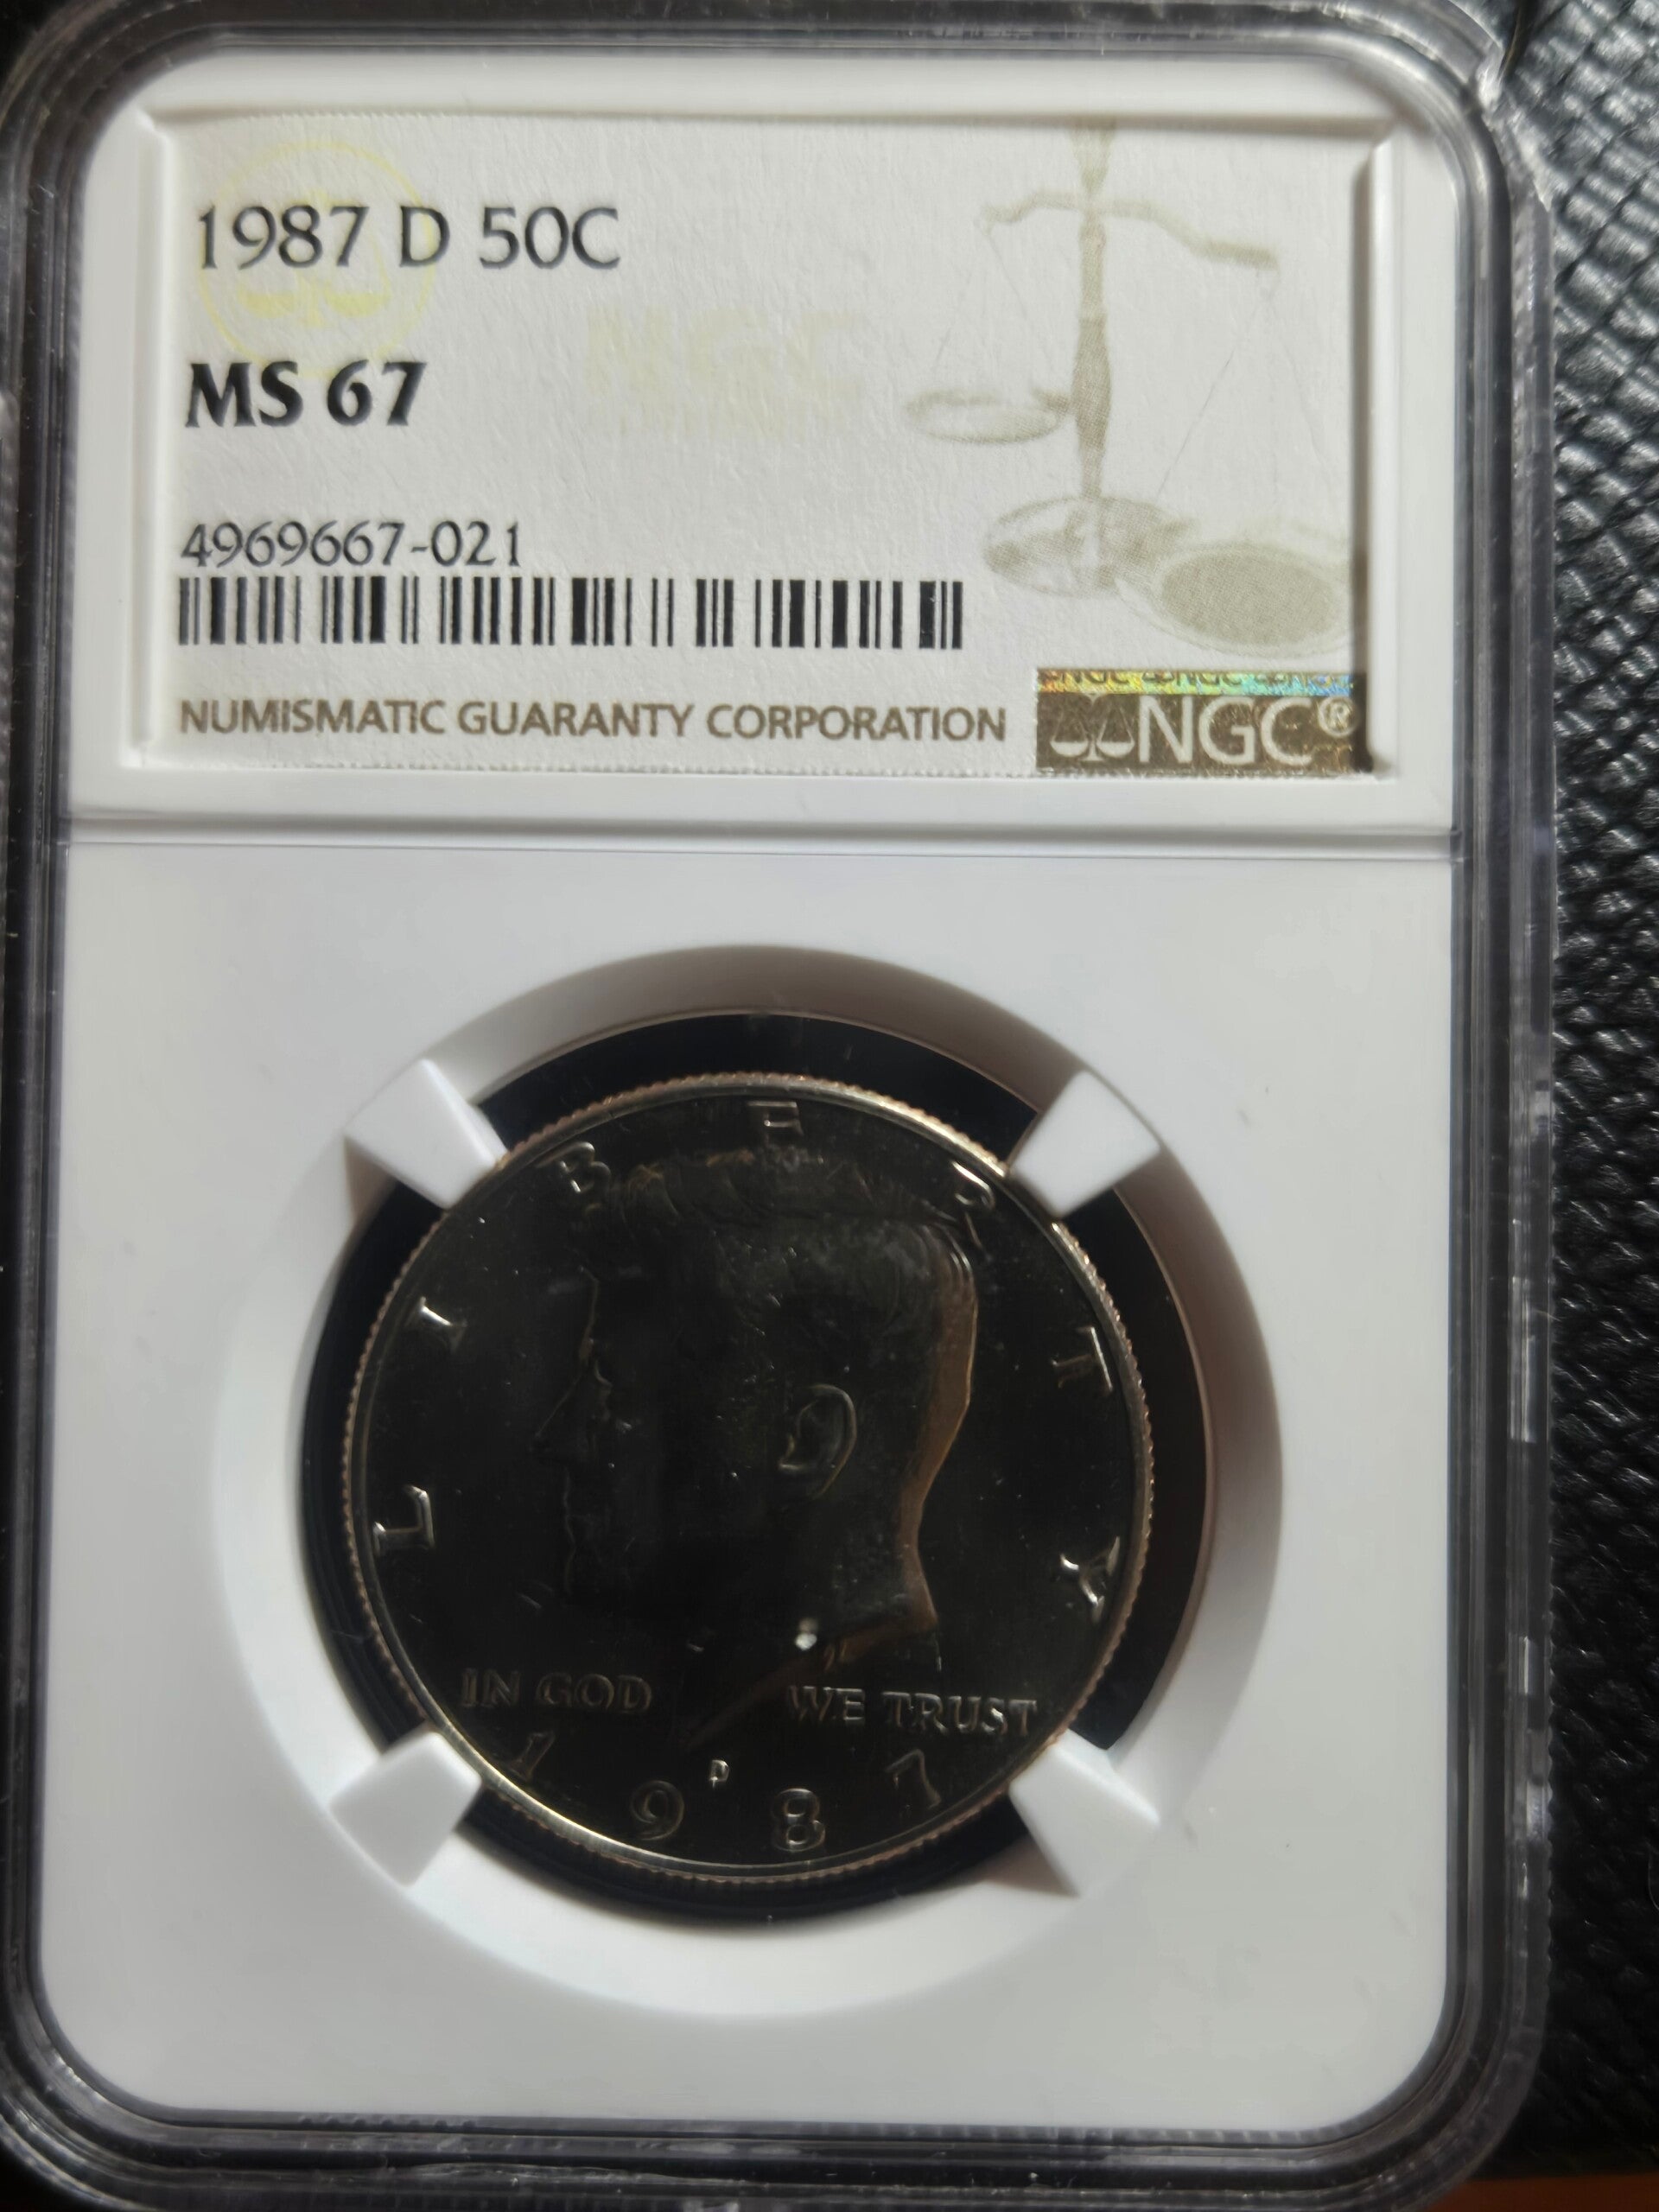 1987 D 50C
MS 67
4969667-021
NUMISMATIC GUARANTY CORPORATION
NGC®
LIBERTY
IN GOD WE TRUST
D
1987